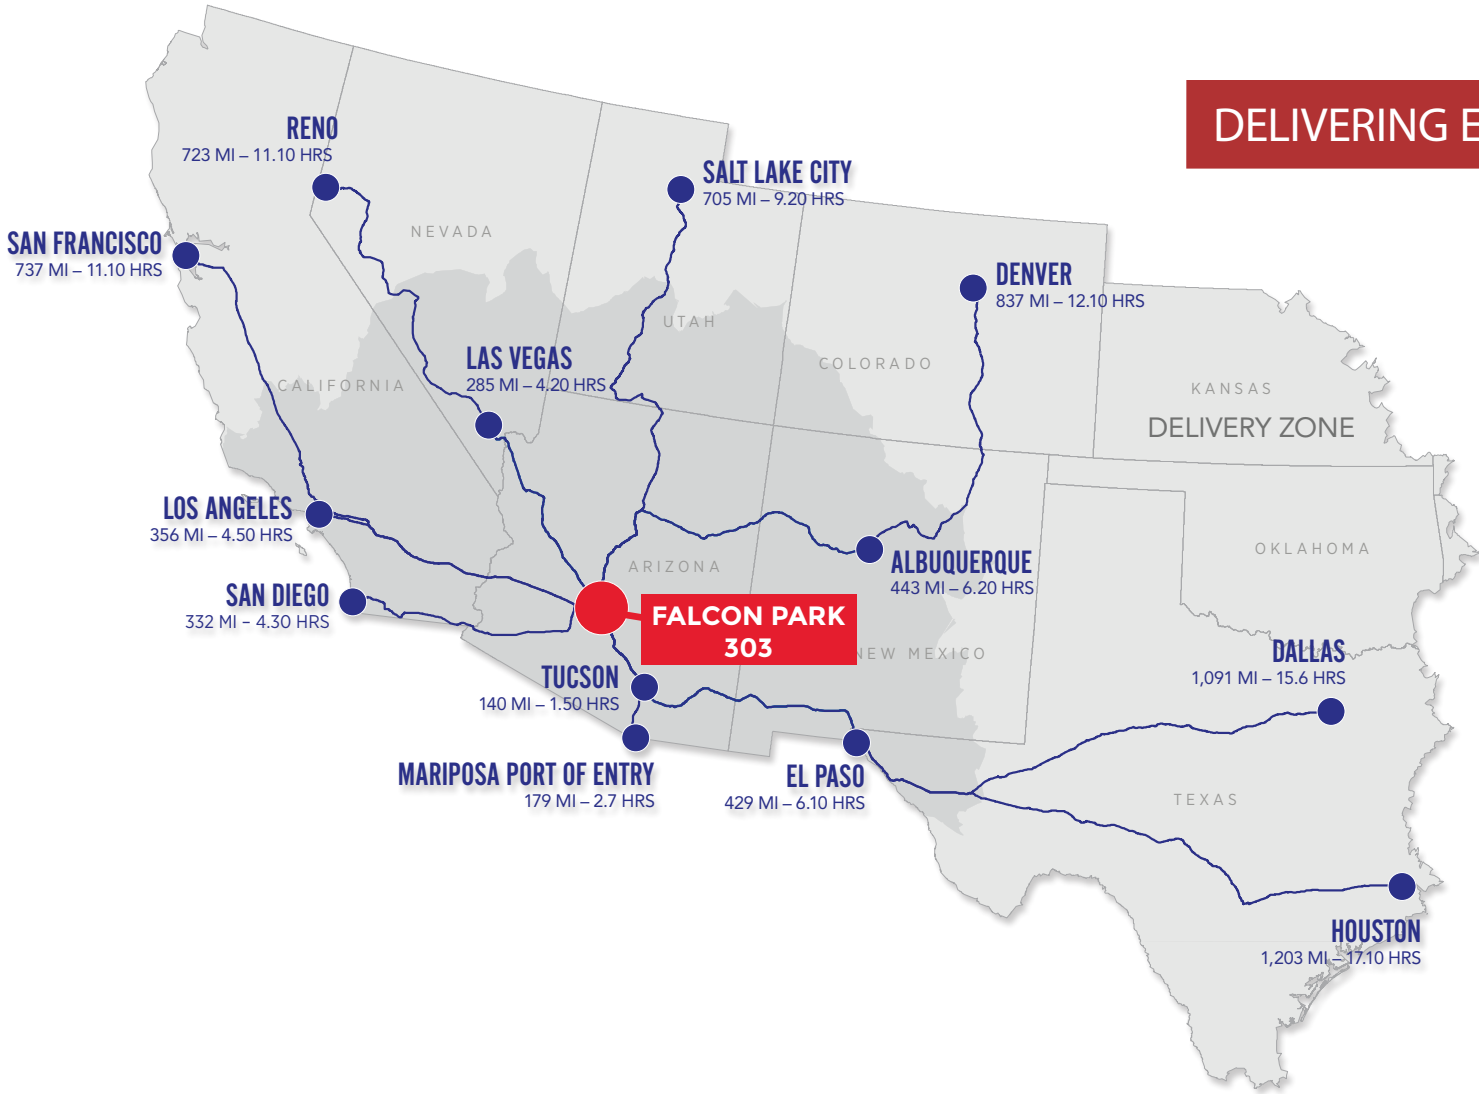 DELIVERING E
RENO
723 MI – 11.10 HRS
SALT LAKE CITY
705 MI – 9.20 HRS
NEVADA
SAN FRANCISCO
737 MI – 11.10 HRS
DENVER
837 MI – 12.10 HRS
UTAH
LAS VEGAS
285 MI – 4.20 HRS
COLORADO
CALIFORNIA
KANSAS
DELIVERY ZONE
LOS ANGELES
356 MI – 4.50 HRS
OKLAHOMA
ARIZONA
ALBUQUERQUE
443 MI – 6.20 HRS
SAN DIEGO
332 MI – 4.30 HRS
FALCON PARK
303
NEW MEXICO
DALLAS
1,091 MI – 15.6 HRS
TUCSON
140 MI – 1.50 HRS
MARIPOSA PORT OF ENTRY
179 MI – 2.7 HRS
EL PASO
429 MI – 6.10 HRS
TEXAS
HOUSTON
1,203 MI – 17.10 HRS